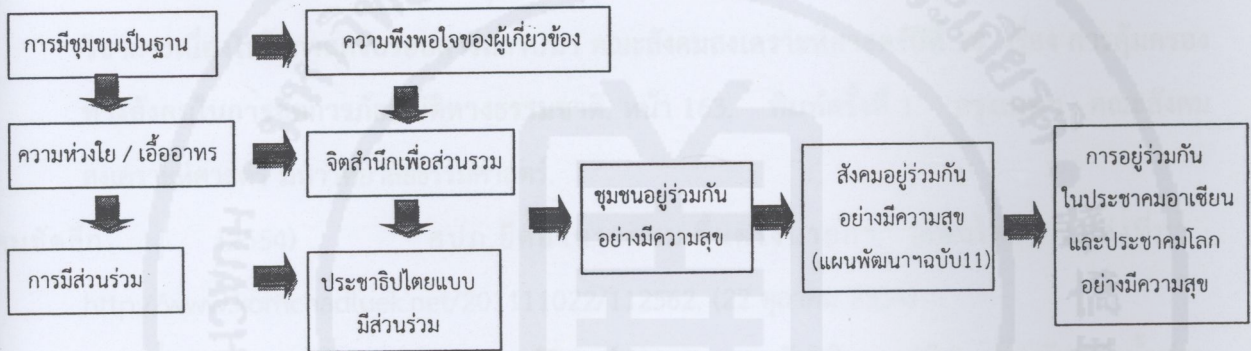 การมีชุมชนเป็นฐาน
ความพึงพอใจของผู้เกี่ยวข้อง
ความห่วงใย / เอื้ออาทร
จิตสำนึกเพื่อส่วนรวม
การมีส่วนร่วม
ประชาธิปไตยแบบ
มีส่วนร่วม
ชุมชนอยู่ร่วมกัน
อย่างมีความสุข
สังคมอยู่ร่วมกัน
อย่างมีความสุข
(แผนพัฒนาฯฉบับ11)
การอยู่ร่วมกัน
ในประชาคมอาเซียน
และประชาคมโลก
อย่างมีความสุข